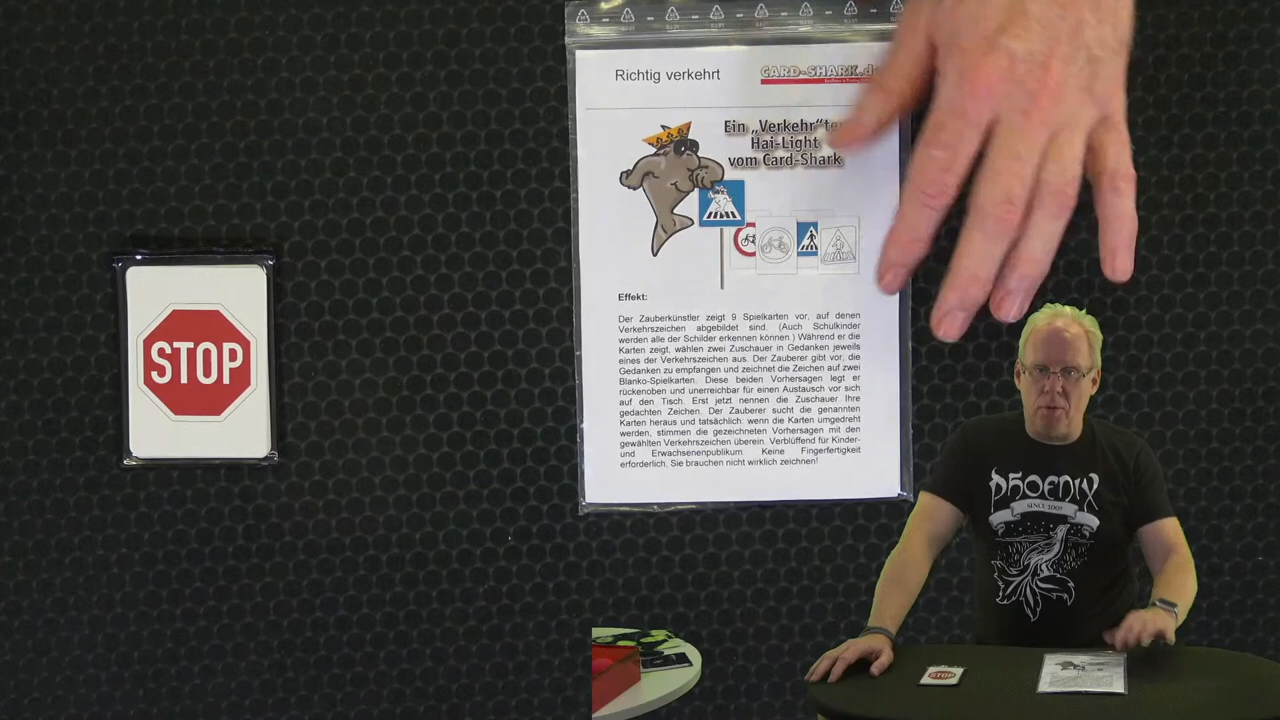 Richtig verkehrt
CARD-SHARK.d
Ein „Verkehr“te
Hai-Light
vom Card-Shark
STOP
Effekt:
Der Zauberkünstler zeigt 9 Spielkarten vor, auf denen
Verkehrszeichen abgebildet sind. (Auch Schulkinder
werden alle der Schilder erkennen können.) Während er die
Karten zeigt, wählen zwei Zuschauer in Gedanken jeweils
eines der Verkehrszeichen aus. Der Zauberer gibt vor, die
Gedanken zu empfangen und zeichnet die Zeichen auf zwei
Blanko-Spielkarten. Diese beiden Vorhersagen legt er
rückenoben und unerreichbar für einen Austausch vor sich
auf den Tisch. Erst jetzt nennen die Zuschauer Ihre
gedachten Zeichen. Der Zauberer sucht die genannten
Karten heraus und tatsächlich: wenn die Karten umgedreht
werden, stimmen die gezeichneten Vorhersagen mit den
gewählten Verkehrszeichen überein. Verblüffend für Kinder-
und Erwachsenenpublikum. Keine Fingerfertigkeit
erforderlich, Sie brauchen nicht wirklich zeichnen!
PHOENIX
SINCE 2009
STOP